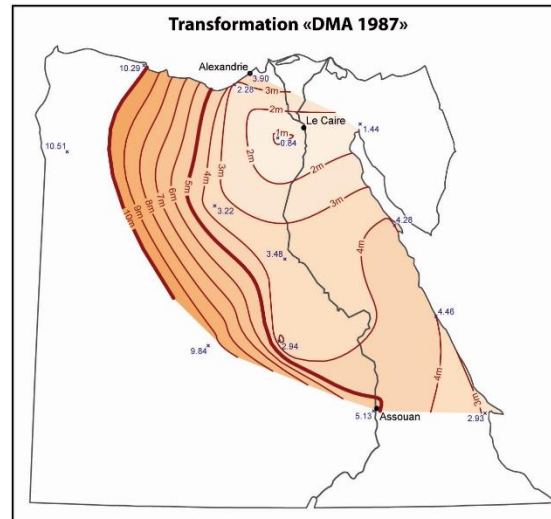 Transformation «DMA 1987»
Alexandrie
10.29
3.90
2.28
3m
2m
Le Caire
1.44
1m
0.84
10.51
2m
2m
3m
3m
4m
5m
6m
7m
8m
9m
10m
3.22
4.28
3.48
4m
4.46
2.94
9.84
4m
3m
5.13
Assouan
2.93